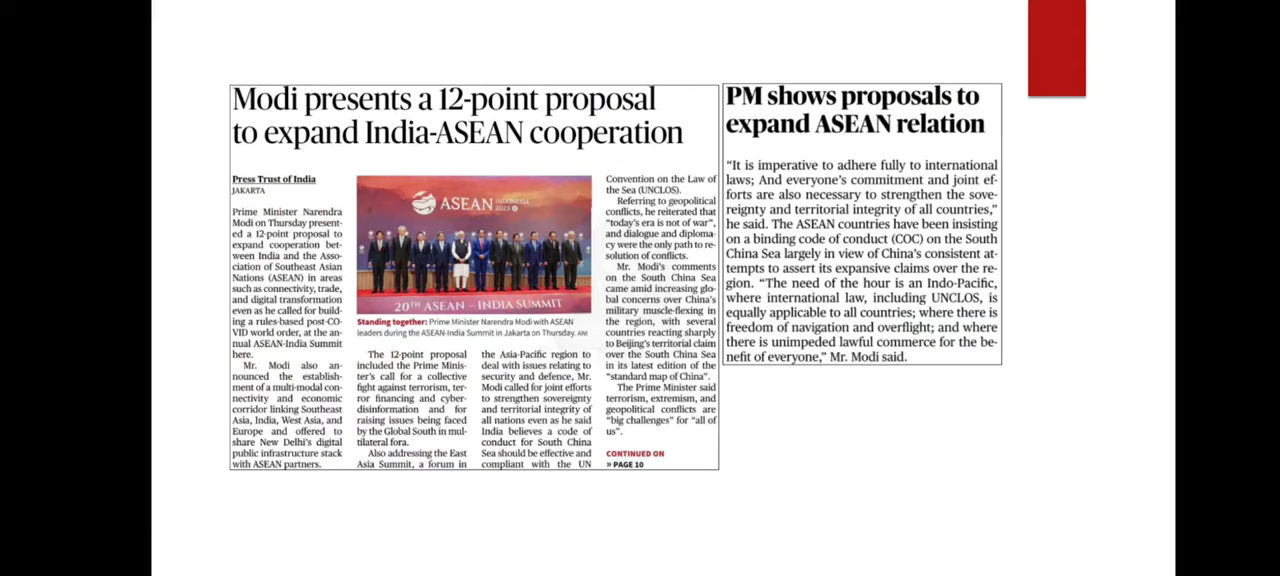 Modi presents a 12-point proposal
to expand India-ASEAN cooperation
Press Trust of India
JAKARTA
Prime Minister Narendra
Modi on Thursday present-
ed a 12-point proposal to
expand cooperation bet-
ween India and the Asso-
ciation of Southeast Asian
Nations (ASEAN) in areas
such as connectivity, trade,
and digital transformation
even as he called for build-
ing a rules-based post-CO-
VID world order, at the an-
nual ASEAN-India Summit
here.
Mr. Modi also an-
nounced the establish-
ment of a multi-modal con-
nectivity and economic
corridor linking Southeast
Asia, India, West Asia, and
Europe and offered to
share New Delhi's digital
public infrastructure stack
with ASEAN partners.
ASEAN INDONESIA 2023
20TH ASEAN – INDIA SUMMIT
Standing together: Prime Minister Narendra Modi with ASEAN
leaders during the ASEAN-India Summit in Jakarta on Thursday. ANI
The 12-point proposal
included the Prime Minis-
ter's call for a collective
fight against terrorism, ter-
ror financing and cyber-
disinformation and for
raising issues being faced
by the Global South in mul-
tilateral fora.
Also addressing the East
Asia Summit, a forum in
the Asia-Pacific region to
deal with issues relating to
security and defence, Mr.
Modi called for joint efforts
to strengthen sovereignty
and territorial integrity of
all nations even as he said
India believes a code of
conduct for South China
Sea should be effective and
compliant with the UN
Convention on the Law of
the Sea (UNCLOS).
Referring to geopolitical
conflicts, he reiterated that
"today's era is not of war",
and dialogue and diploma-
cy were the only path to re-
solution of conflicts.
Mr. Modi's comments
on the South China Sea
came amid increasing glo-
bal concerns over China's
military muscle-flexing in
the region, with several
countries reacting sharply
to Beijing's territorial claim
over the South China Sea
in its latest edition of the
"standard map of China".
The Prime Minister said
terrorism, extremism, and
geopolitical conflicts are
"big challenges" for "all of
us".
CONTINUED ON
» PAGE 10
PM shows proposals to
expand ASEAN relation
"It is imperative to adhere fully to international
laws; And everyone's commitment and joint ef-
forts are also necessary to strengthen the sove-
reignty and territorial integrity of all countries,"
he said. The ASEAN countries have been insisting
on a binding code of conduct (COC) on the South
China Sea largely in view of China's consistent at-
tempts to assert its expansive claims over the re-
gion. "The need of the hour is an Indo-Pacific,
where international law, including UNCLOS, is
equally applicable to all countries; where there is
freedom of navigation and overflight; and where
there is unimpeded lawful commerce for the be-
nefit of everyone," Mr. Modi said.